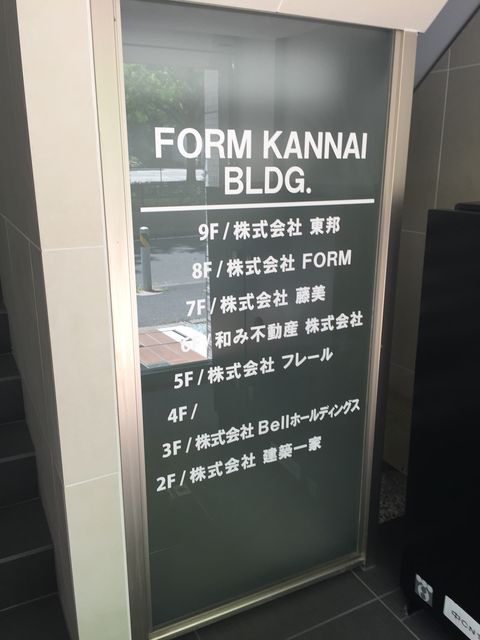 FORM KANNAI
BLDG.
9F/株式会社 東邦
8F/株式会社 FORM
7F/株式会社 藤美
6F/和み不動産 株式会社
5F/株式会社 フレール
4F/
3F/株式会社Bellホールディングス
2F/株式会社 建築一家